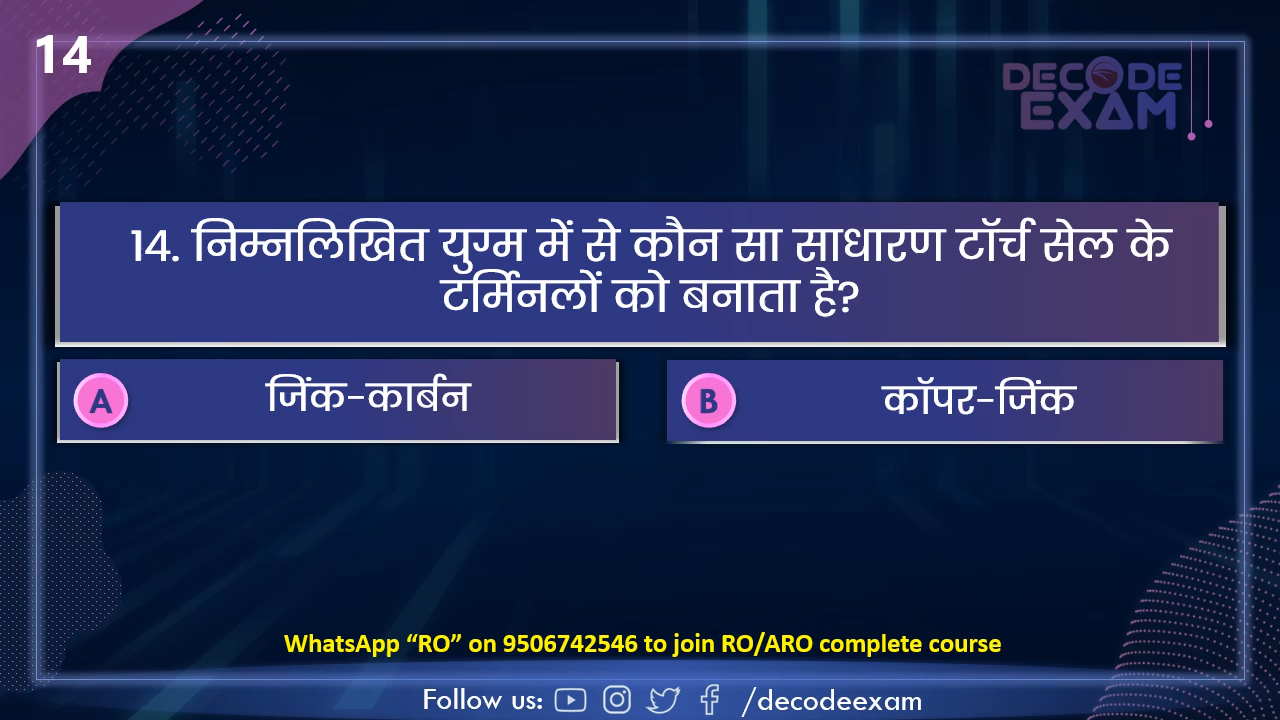 14
DECODE
EXAM
14. निम्नलिखित युग्म में से कौन सा साधारण टॉर्च सेल के
टर्मिनलों को बनाता है?
A जिंक-कार्बन
B कॉपर-जिंक
WhatsApp “RO” on 9506742546 to join RO/ARO complete course
Follow us: /decodeexam